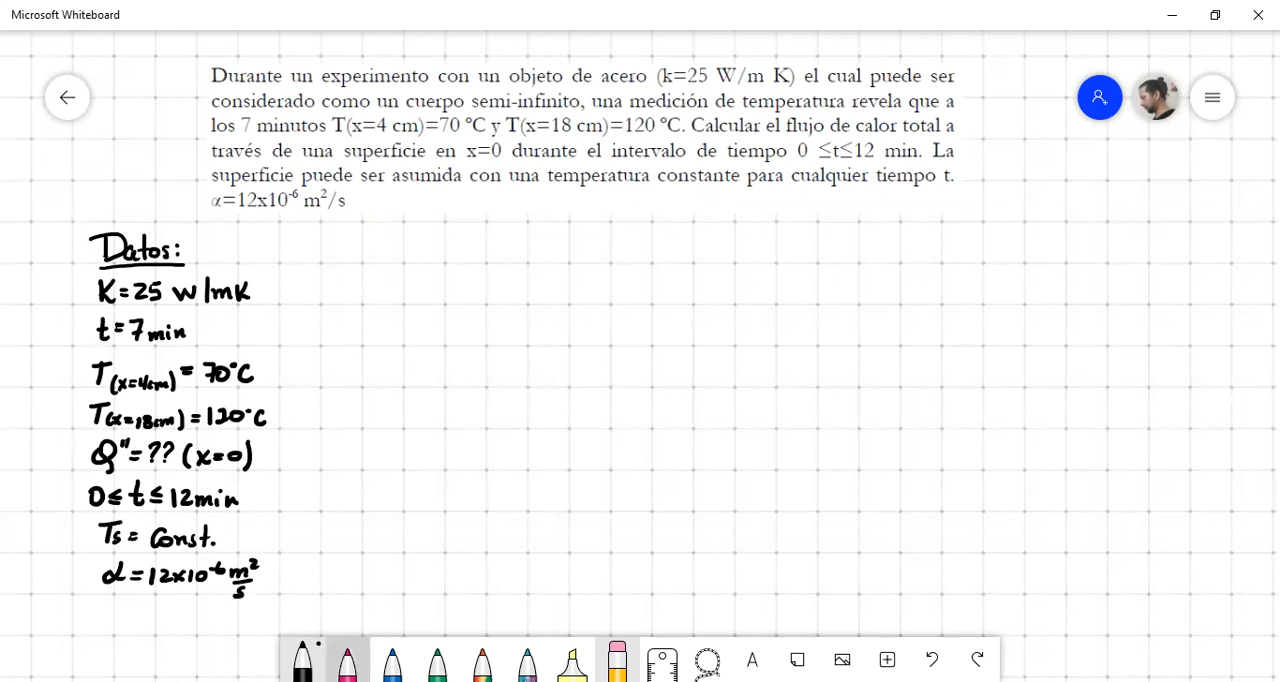 Microsoft Whiteboard
Durante un experimento con un objeto de acero (k=25 W/m K) el cual puede ser
considerado como un cuerpo semi-infinito, una medición de temperatura revela que a
los 7 minutos T(x=4 cm)=70 ºC y T(x=18 cm)=120 ºC. Calcular el flujo de calor total a
través de una superficie en x=0 durante el intervalo de tiempo 0 ≤t≤12 min. La
superficie puede ser asumida con una temperatura constante para cualquier tiempo t.
α=12x10⁻⁶ m²/s
Datos:
K=25 W/mK
t=7min
T(x=4cm) = 70°C
T(x=18cm) = 120°C
Q"=?? (x=0)
0≤t≤12min
Ts = Const.
α=12x10⁻⁶ m²/s
A